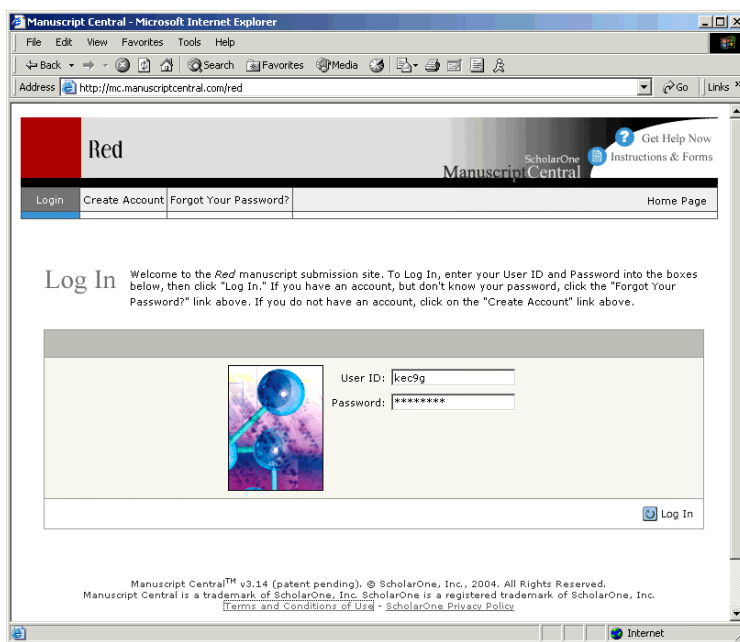 Manuscript Central - Microsoft Internet Explorer
File Edit View Favorites Tools Help
Back Search Favorites Media
Address http://mc.manuscriptcentral.com/red Go Links »
Red
Get Help Now
ScholarOne
Instructions & Forms
Manuscript Central
Login Create Account Forgot Your Password? Home Page
Log In
Welcome to the Red manuscript submission site. To Log In, enter your User ID and Password into the boxes
below, then click "Log In." If you have an account, but don't know your password, click the "Forgot Your
Password?" link above. If you do not have an account, click on the "Create Account" link above.
User ID: kec9g
Password: ********
Log In
Manuscript Central™ v3.14 (patent pending). © ScholarOne, Inc., 2004. All Rights Reserved.
Manuscript Central is a trademark of ScholarOne, Inc. ScholarOne is a registered trademark of ScholarOne, Inc.
Terms and Conditions of Use - ScholarOne Privacy Policy
Internet